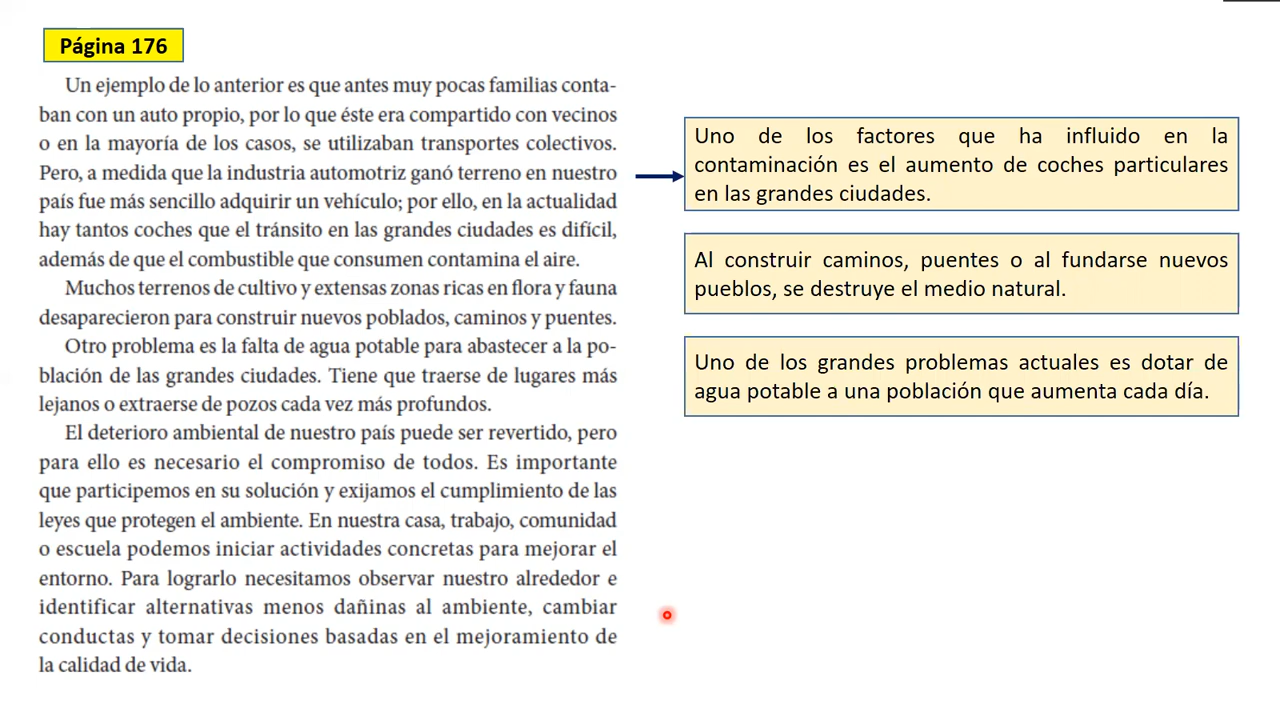 Página 176
Un ejemplo de lo anterior es que antes muy pocas familias conta-
ban con un auto propio, por lo que éste era compartido con vecinos
o en la mayoría de los casos, se utilizaban transportes colectivos.
Pero, a medida que la industria automotriz ganó terreno en nuestro
país fue más sencillo adquirir un vehículo; por ello, en la actualidad
hay tantos coches que el tránsito en las grandes ciudades es difícil,
además de que el combustible que consumen contamina el aire.
Muchos terrenos de cultivo y extensas zonas ricas en flora y fauna
desaparecieron para construir nuevos poblados, caminos y puentes.
Otro problema es la falta de agua potable para abastecer a la po-
blación de las grandes ciudades. Tiene que traerse de lugares más
lejanos o extraerse de pozos cada vez más profundos.
El deterioro ambiental de nuestro país puede ser revertido, pero
para ello es necesario el compromiso de todos. Es importante
que participemos en su solución y exijamos el cumplimiento de las
leyes que protegen el ambiente. En nuestra casa, trabajo, comunidad
o escuela podemos iniciar actividades concretas para mejorar el
entorno. Para lograrlo necesitamos observar nuestro alrededor e
identificar alternativas menos dañinas al ambiente, cambiar
conductas y tomar decisiones basadas en el mejoramiento de
la calidad de vida.
Uno de los factores que ha influido en la
contaminación es el aumento de coches particulares
en las grandes ciudades.
Al construir caminos, puentes o al fundarse nuevos
pueblos, se destruye el medio natural.
Uno de los grandes problemas actuales es dotar de
agua potable a una población que aumenta cada día.